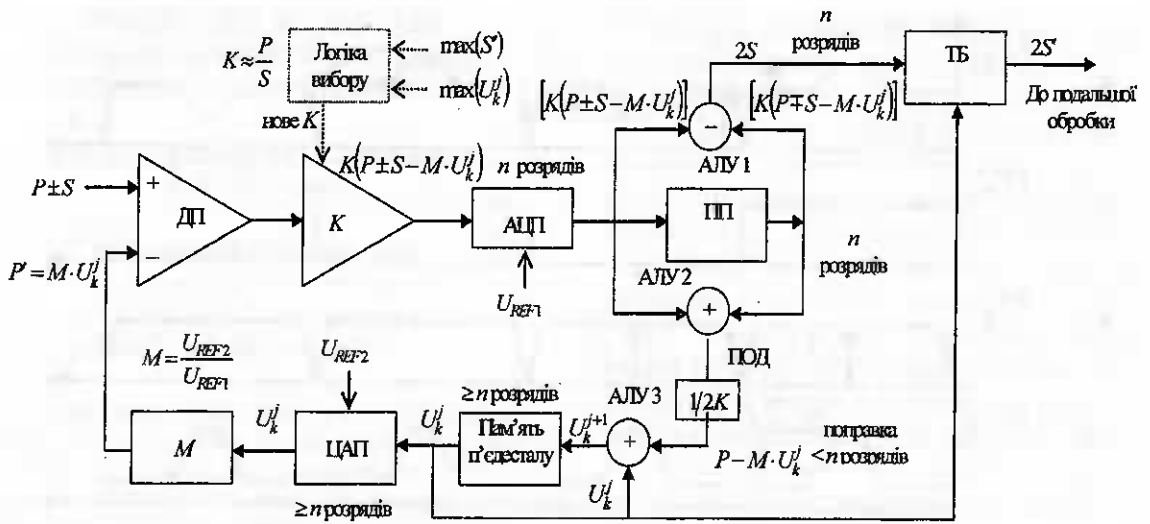 K≈P/S
Логіка
вибору
max(S')
max(U_k^j)
нове K
n
розрядів
2S
ТБ
2S'
До подальшої
обробки
[K(P±S−M·U_k^j)]
[K(P∓S−M·U_k^j)]
−
АЛУ 1
K(P±S−M·U_k^j) n розрядів
P±S
+
ДП
−
K
АЦП
ПП
n
розрядів
P'=M·U_k^j
U_REF1
АЛУ 2
+
M=U_REF2/U_REF1
U_REF2
ПОД
1/2K
≥n розрядів
АЛУ 3
M
U_k^j
ЦАП
U_k^j
Пам'ять
п'єдесталу
U_k^{j+1}
+
поправка
P−M·U_k^j <n розрядів
U_k^j
≥n розрядів